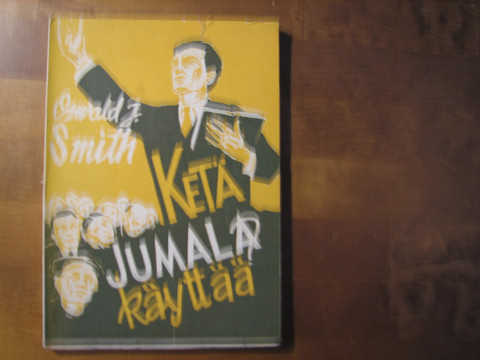 Oswald J.
Smith
KETÄ
JUMALA
käyttää